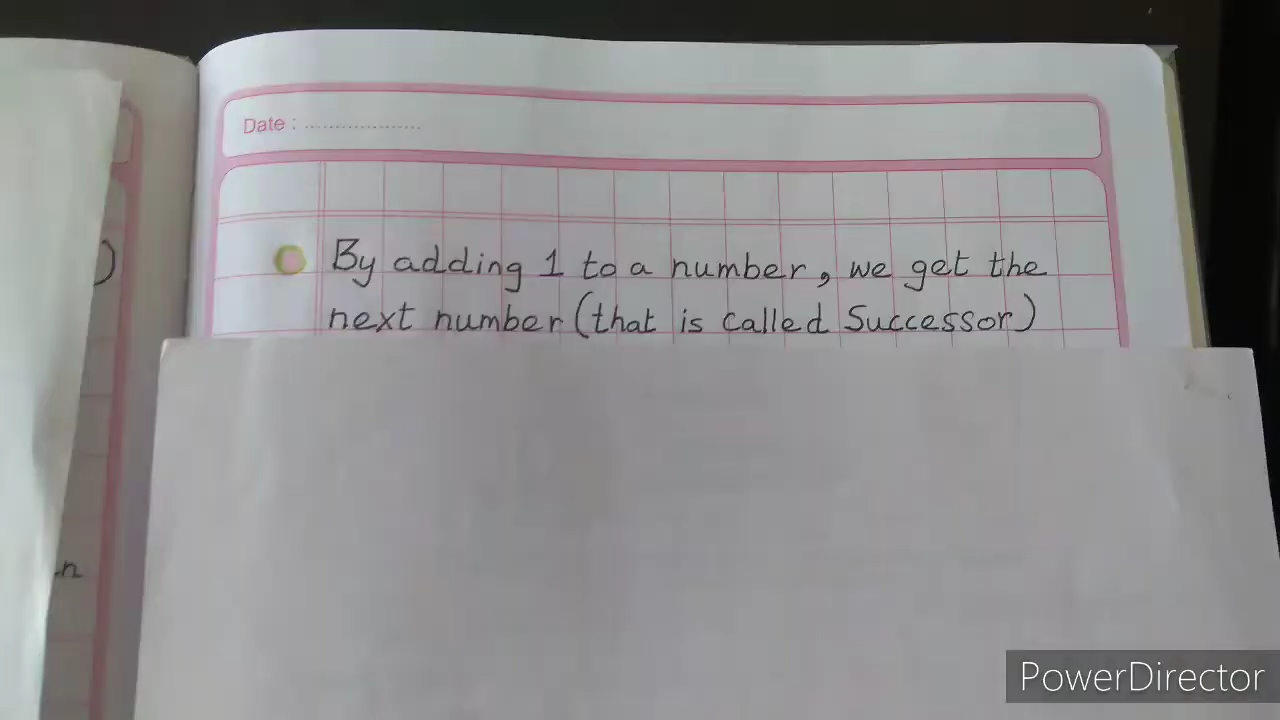 Date : ...................
By adding 1 to a number, we get the
next number (that is called Successor)
)
n
PowerDirector